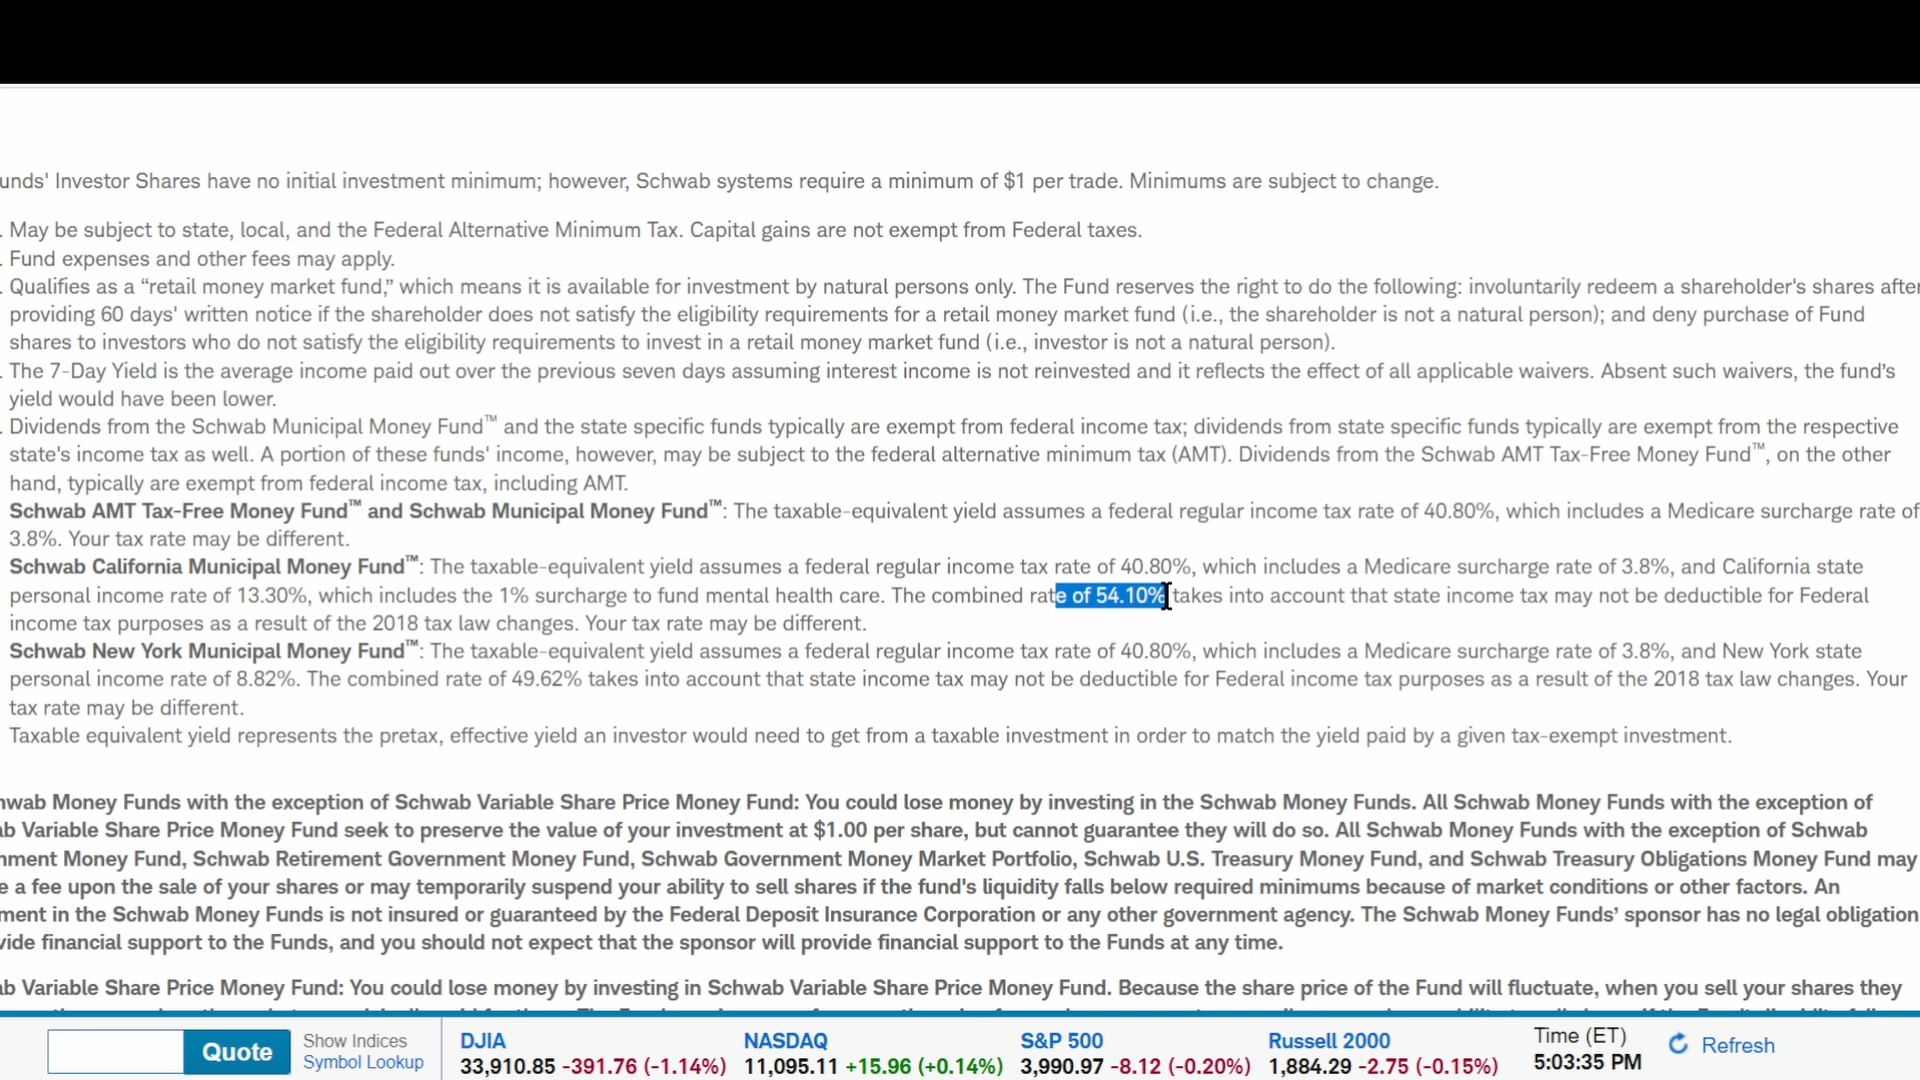 unds' Investor Shares have no initial investment minimum; however, Schwab systems require a minimum of $1 per trade. Minimums are subject to change.
. May be subject to state, local, and the Federal Alternative Minimum Tax. Capital gains are not exempt from Federal taxes.
. Fund expenses and other fees may apply.
. Qualifies as a “retail money market fund,” which means it is available for investment by natural persons only. The Fund reserves the right to do the following: involuntarily redeem a shareholder's shares after
providing 60 days' written notice if the shareholder does not satisfy the eligibility requirements for a retail money market fund (i.e., the shareholder is not a natural person); and deny purchase of Fund
shares to investors who do not satisfy the eligibility requirements to invest in a retail money market fund (i.e., investor is not a natural person).
. The 7-Day Yield is the average income paid out over the previous seven days assuming interest income is not reinvested and it reflects the effect of all applicable waivers. Absent such waivers, the fund’s
yield would have been lower.
. Dividends from the Schwab Municipal Money Fund™ and the state specific funds typically are exempt from federal income tax; dividends from state specific funds typically are exempt from the respective
state's income tax as well. A portion of these funds' income, however, may be subject to the federal alternative minimum tax (AMT). Dividends from the Schwab AMT Tax-Free Money Fund™, on the other
hand, typically are exempt from federal income tax, including AMT.
Schwab AMT Tax-Free Money Fund™ and Schwab Municipal Money Fund™: The taxable-equivalent yield assumes a federal regular income tax rate of 40.80%, which includes a Medicare surcharge rate of
3.8%. Your tax rate may be different.
Schwab California Municipal Money Fund™: The taxable-equivalent yield assumes a federal regular income tax rate of 40.80%, which includes a Medicare surcharge rate of 3.8%, and California state
personal income rate of 13.30%, which includes the 1% surcharge to fund mental health care. The combined rate of 54.10% takes into account that state income tax may not be deductible for Federal
income tax purposes as a result of the 2018 tax law changes. Your tax rate may be different.
Schwab New York Municipal Money Fund™: The taxable-equivalent yield assumes a federal regular income tax rate of 40.80%, which includes a Medicare surcharge rate of 3.8%, and New York state
personal income rate of 8.82%. The combined rate of 49.62% takes into account that state income tax may not be deductible for Federal income tax purposes as a result of the 2018 tax law changes. Your
tax rate may be different.
Taxable equivalent yield represents the pretax, effective yield an investor would need to get from a taxable investment in order to match the yield paid by a given tax-exempt investment.
hwab Money Funds with the exception of Schwab Variable Share Price Money Fund: You could lose money by investing in the Schwab Money Funds. All Schwab Money Funds with the exception of
ab Variable Share Price Money Fund seek to preserve the value of your investment at $1.00 per share, but cannot guarantee they will do so. All Schwab Money Funds with the exception of Schwab
nment Money Fund, Schwab Retirement Government Money Fund, Schwab Government Money Market Portfolio, Schwab U.S. Treasury Money Fund, and Schwab Treasury Obligations Money Fund may
e a fee upon the sale of your shares or may temporarily suspend your ability to sell shares if the fund's liquidity falls below required minimums because of market conditions or other factors. An
ment in the Schwab Money Funds is not insured or guaranteed by the Federal Deposit Insurance Corporation or any other government agency. The Schwab Money Funds’ sponsor has no legal obligation
vide financial support to the Funds, and you should not expect that the sponsor will provide financial support to the Funds at any time.
ab Variable Share Price Money Fund: You could lose money by investing in Schwab Variable Share Price Money Fund. Because the share price of the Fund will fluctuate, when you sell your shares they
Quote
Show Indices
Symbol Lookup
DJIA
33,910.85 -391.76 (-1.14%)
NASDAQ
11,095.11 +15.96 (+0.14%)
S&P 500
3,990.97 -8.12 (-0.20%)
Russell 2000
1,884.29 -2.75 (-0.15%)
Time (ET)
5:03:35 PM
Refresh